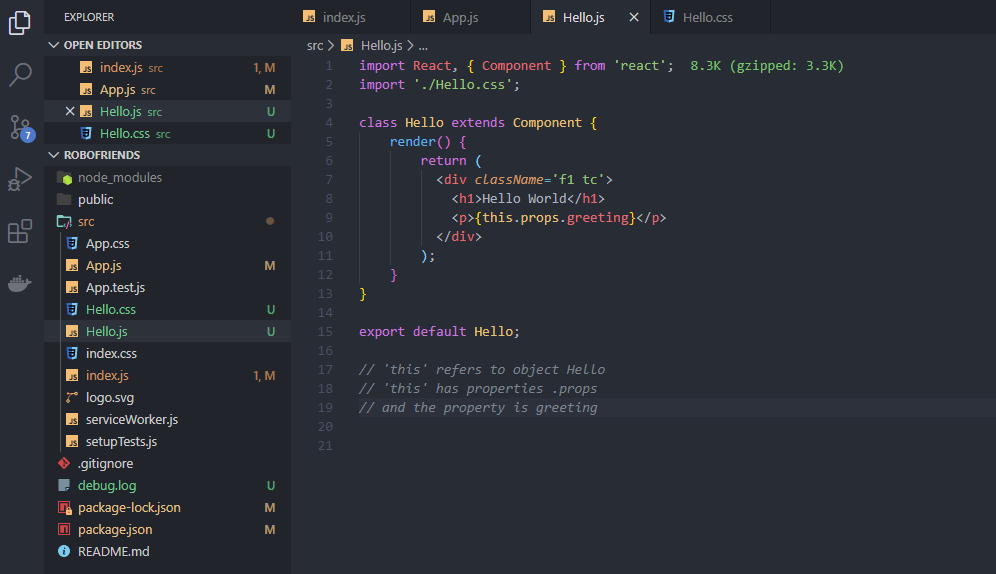 EXPLORER
OPEN EDITORS
index.js src 1, M
App.js src M
Hello.js src U
Hello.css src U
ROBOFRIENDS
node_modules
public
src
App.css
App.js M
App.test.js
Hello.css U
Hello.js U
index.css
index.js 1, M
logo.svg
serviceWorker.js
setupTests.js
.gitignore
debug.log U
package-lock.json M
package.json M
README.md
7
index.js App.js Hello.js Hello.css
src > Hello.js > ...
1 import React, { Component } from 'react'; 8.3K (gzipped: 3.3K)
2 import './Hello.css';
3
4 class Hello extends Component {
5 render() {
6 return (
7 <div className='f1 tc'>
8 <h1>Hello World</h1>
9 <p>{this.props.greeting}</p>
10 </div>
11 );
12 }
13 }
14
15 export default Hello;
16
17 // 'this' refers to object Hello
18 // 'this' has properties .props
19 // and the property is greeting
20
21